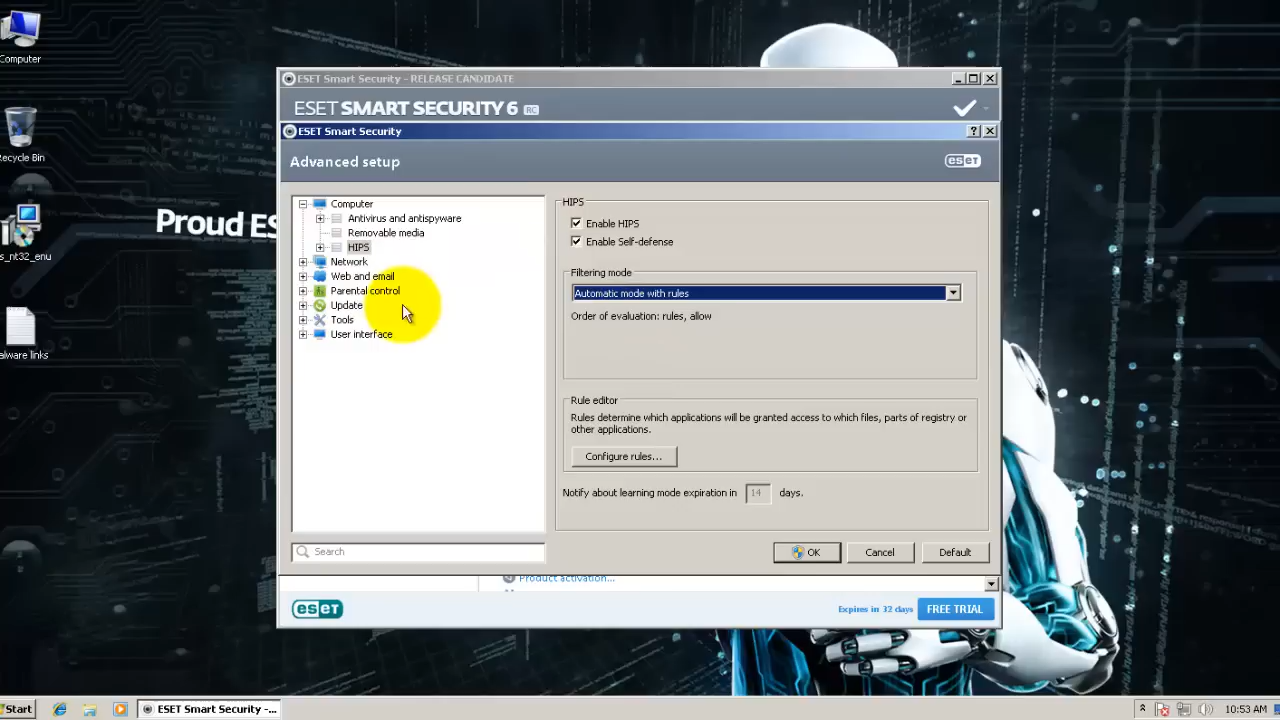 Computer
Recycle Bin
s_nt32_enu
Proud ES
ESET Smart Security - RELEASE CANDIDATE
ESET SMART SECURITY 6 RC
ESET Smart Security
Advanced setup
eseT
Computer
Antivirus and antispyware
Removable media
HIPS
Network
Web and email
Parental control
Update
Tools
User interface
Search
HIPS
Enable HIPS
Enable Self-defense
Filtering mode
Automatic mode with rules
Order of evaluation: rules, allow
Rule editor
Rules determine which applications will be granted access to which files, parts of registry or
other applications.
Configure rules...
Notify about learning mode expiration in 14 days.
OK
Cancel
Default
Product activation...
eseT
Expires in 32 days
FREE TRIAL
lware links
Start
ESET Smart Security -...
10:53 AM